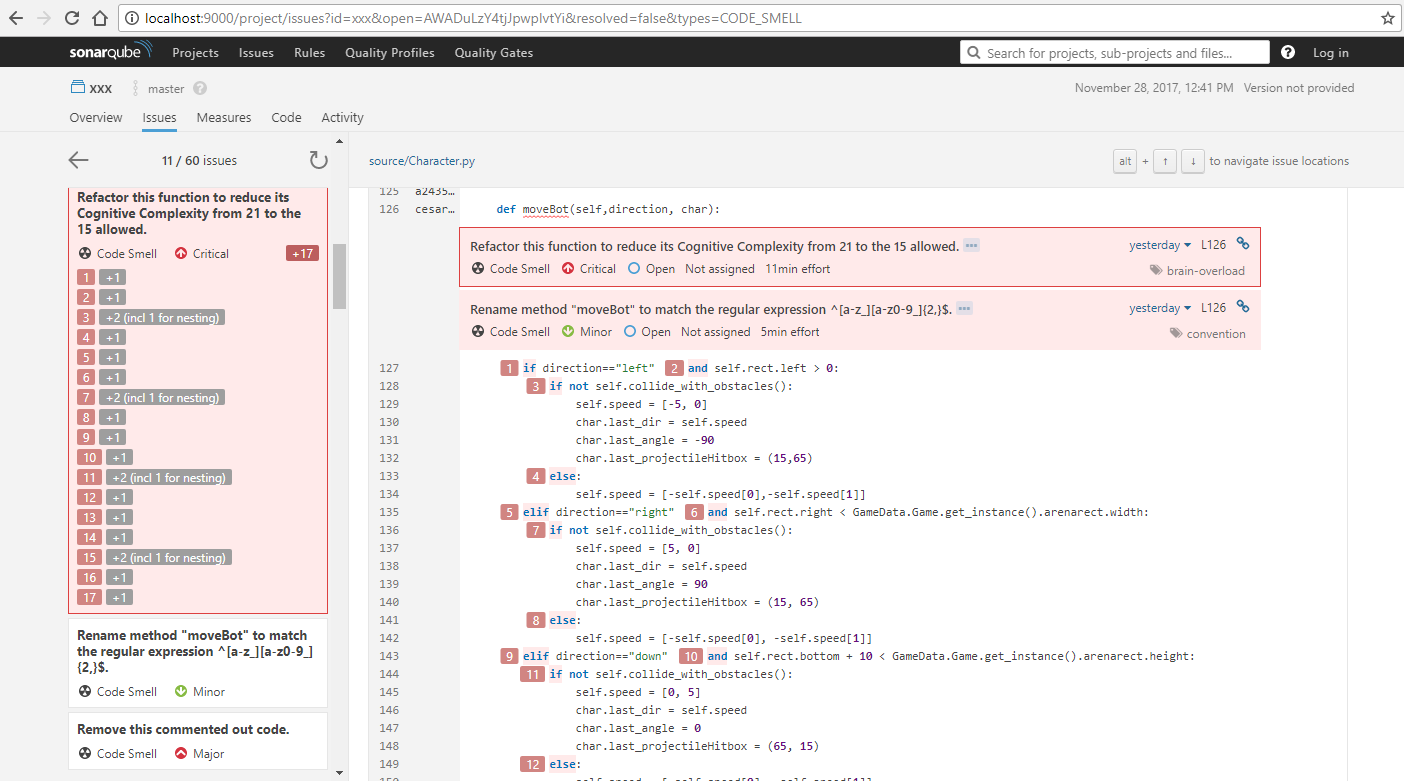 localhost:9000/project/issues?id=xxx&open=AWADuLzY4tjJpwpIvtYi&resolved=false&types=CODE_SMELL
sonarqube Projects Issues Rules Quality Profiles Quality Gates Search for projects, sub-projects and files... ? Log in
xxx master ? November 28, 2017, 12:41 PM Version not provided
Overview Issues Measures Code Activity
11 / 60 issues
Refactor this function to reduce its
Cognitive Complexity from 21 to the
15 allowed.
Code Smell Critical +17
1 +1
2 +1
3 +2 (incl 1 for nesting)
4 +1
5 +1
6 +1
7 +2 (incl 1 for nesting)
8 +1
9 +1
10 +1
11 +2 (incl 1 for nesting)
12 +1
13 +1
14 +1
15 +2 (incl 1 for nesting)
16 +1
17 +1
Rename method "moveBot" to match
the regular expression ^[a-z_][a-z0-9_]
{2,}$.
Code Smell Minor
Remove this commented out code.
Code Smell Major
source/Character.py alt + ↑ ↓ to navigate issue locations
125 a2435…
126 cesar… def moveBot(self,direction, char):
Refactor this function to reduce its Cognitive Complexity from 21 to the 15 allowed. ••• yesterday L126
Code Smell Critical Open Not assigned 11min effort brain-overload
Rename method "moveBot" to match the regular expression ^[a-z_][a-z0-9_]{2,}$. ••• yesterday L126
Code Smell Minor Open Not assigned 5min effort convention
127 1 if direction=="left" 2 and self.rect.left > 0:
128 3 if not self.collide_with_obstacles():
129 self.speed = [-5, 0]
130 char.last_dir = self.speed
131 char.last_angle = -90
132 char.last_projectileHitbox = (15,65)
133 4 else:
134 self.speed = [-self.speed[0],-self.speed[1]]
135 5 elif direction=="right" 6 and self.rect.right < GameData.Game.get_instance().arenarect.width:
136 7 if not self.collide_with_obstacles():
137 self.speed = [5, 0]
138 char.last_dir = self.speed
139 char.last_angle = 90
140 char.last_projectileHitbox = (15, 65)
141 8 else:
142 self.speed = [-self.speed[0], -self.speed[1]]
143 9 elif direction=="down" 10 and self.rect.bottom + 10 < GameData.Game.get_instance().arenarect.height:
144 11 if not self.collide_with_obstacles():
145 self.speed = [0, 5]
146 char.last_dir = self.speed
147 char.last_angle = 0
148 char.last_projectileHitbox = (65, 15)
149 12 else: